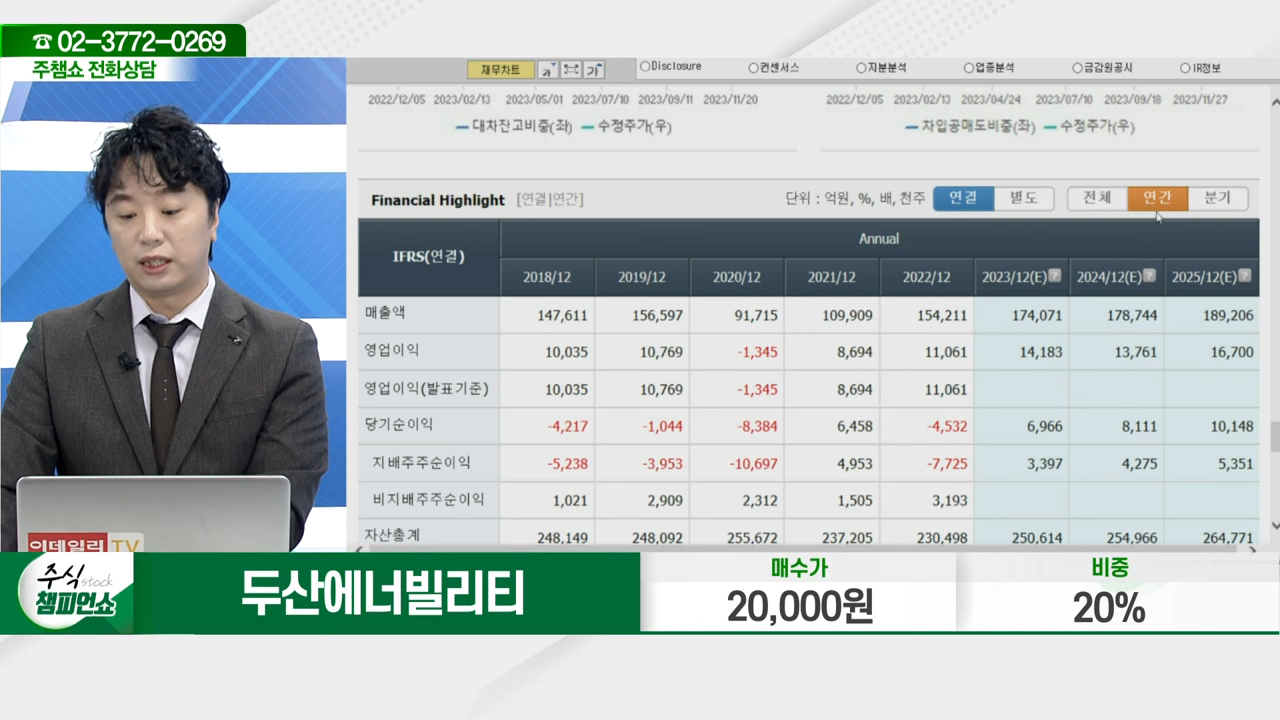 ☎ 02-3772-0269
주챔쇼 전화상담
재무차트
가
가
Disclosure
컨센서스
지분분석
업종분석
금감원공시
IR정보
2022/12/05 2023/02/13 2023/05/01 2023/07/10 2023/09/11 2023/11/20
2022/12/05 2023/02/13 2023/04/24 2023/07/10 2023/09/18 2023/11/27
대차잔고비중(좌) 수정주가(우)
차입공매도비중(좌) 수정주가(우)
Financial Highlight [연결|연간]
단위 : 억원, %, 배, 천주
연결 별도
전체 연간 분기
IFRS(연결)
Annual
2018/12 2019/12 2020/12 2021/12 2022/12 2023/12(E) 2024/12(E) 2025/12(E)
매출액 147,611 156,597 91,715 109,909 154,211 174,071 178,744 189,206
영업이익 10,035 10,769 -1,345 8,694 11,061 14,183 13,761 16,700
영업이익(발표기준) 10,035 10,769 -1,345 8,694 11,061
당기순이익 -4,217 -1,044 -8,384 6,458 -4,532 6,966 8,111 10,148
지배주주순이익 -5,238 -3,953 -10,697 4,953 -7,725 3,397 4,275 5,351
비지배주주순이익 1,021 2,909 2,312 1,505 3,193
자산총계 248,149 248,092 255,672 237,205 230,498 250,614 254,966 264,771
이데일리 TV
주식 stock
챔피언쇼
두산에너빌리티
매수가
20,000원
비중
20%